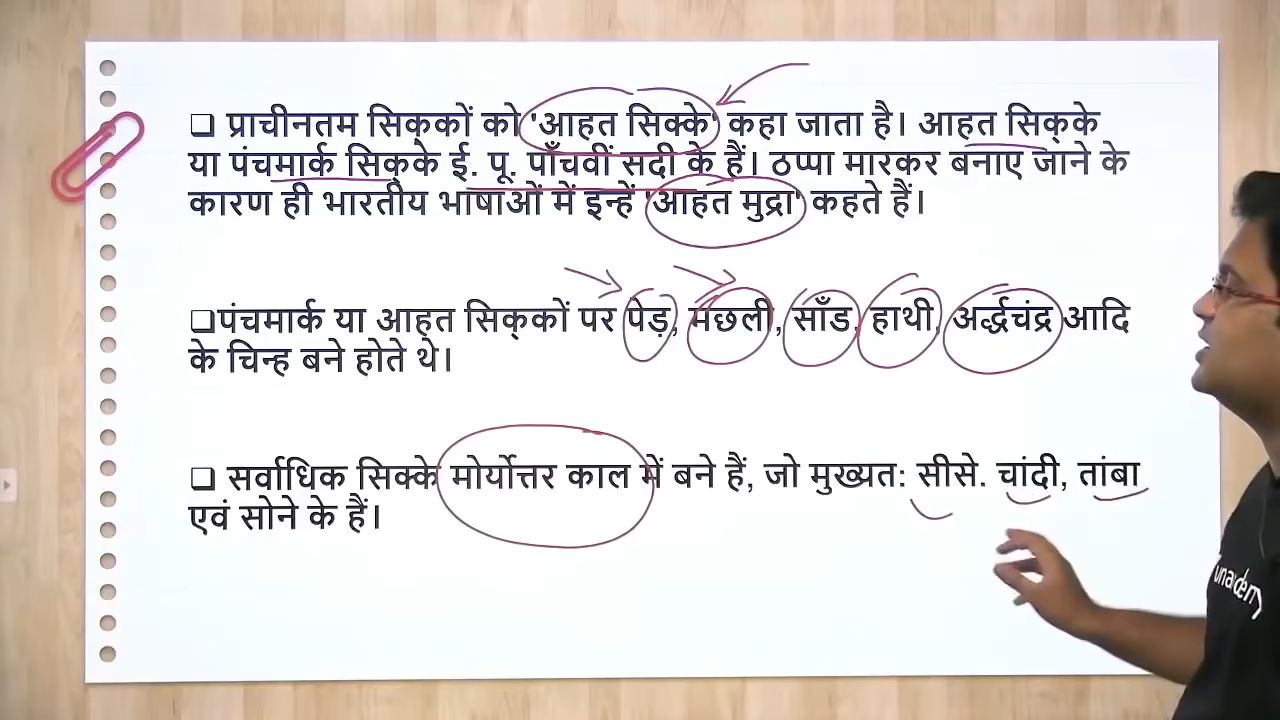 ❑ प्राचीनतम सिक्कों को 'आहत सिक्के' कहा जाता है। आहत सिक्के
या पंचमार्क सिक्के ई. पू. पाँचवीं सदी के हैं। ठप्पा मारकर बनाए जाने के
कारण ही भारतीय भाषाओं में इन्हें 'आहत मुद्रा' कहते हैं।
❑पंचमार्क या आहत सिक्कों पर पेड़, मछली, साँड, हाथी, अर्द्धचंद्र आदि
के चिन्ह बने होते थे।
❑ सर्वाधिक सिक्के मोर्योत्तर काल में बने हैं, जो मुख्यत: सीसे. चांदी, तांबा
एवं सोने के हैं।
unacademy